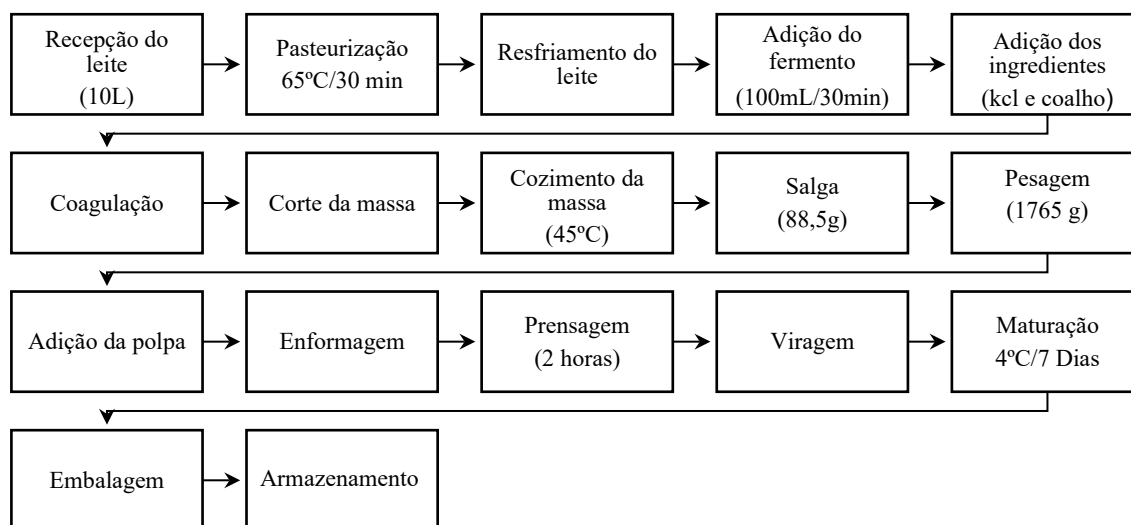 Recepção do
leite
(10L)
Pasteurização
65ºC/30 min
Resfriamento do
leite
Adição do
fermento
(100mL/30min)
Adição dos
ingredientes
(kcl e coalho)
Coagulação
Corte da massa
Cozimento da
massa
(45ºC)
Salga
(88,5g)
Pesagem
(1765 g)
Adição da polpa
Enformagem
Prensagem
(2 horas)
Viragem
Maturação
4ºC/7 Dias
Embalagem
Armazenamento